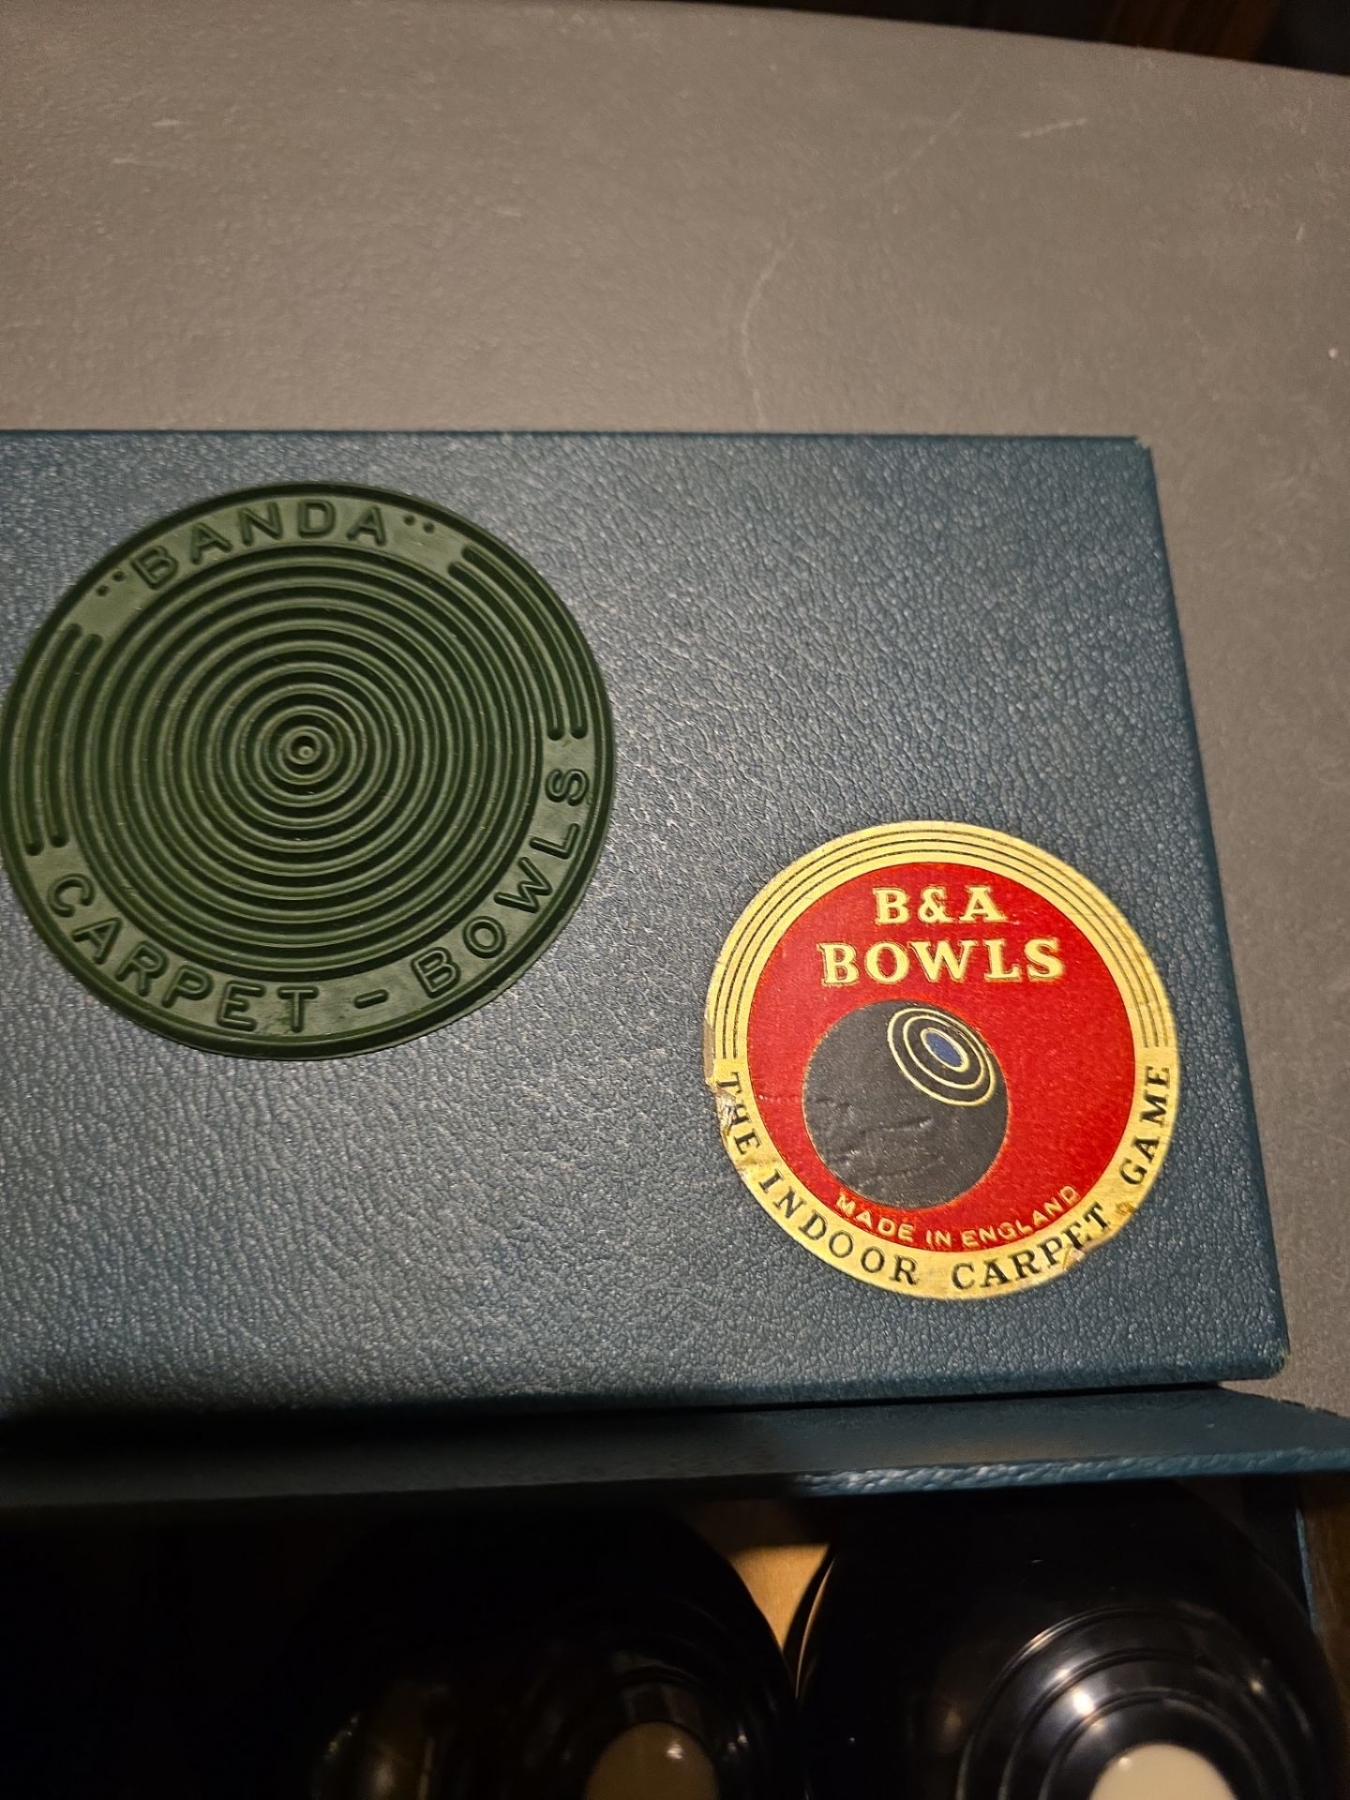 "BANDA"
CARPET - BOWLS
B&A
BOWLS
MADE IN ENGLAND
THE INDOOR CARPET GAME